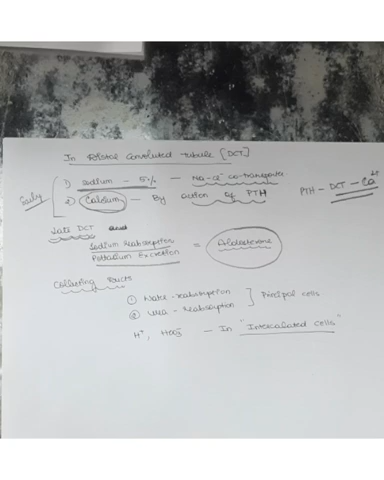 In Distal Convoluted tubule [DCT]
Early
1) Sodium - 5% - Na-Cl⁻ co-transporter
2) Calcium - By action of PTH
PTH - DCT - Ca⁺²
Late DCT
Sodium Reabsorption
Pottasium Excretion = Aldosterone
Collecting Ducts
① Water-reabsorption
② Urea - Reabsorption ] Principal cells
H⁺, HCO₃⁻ - In "Intercalated cells"